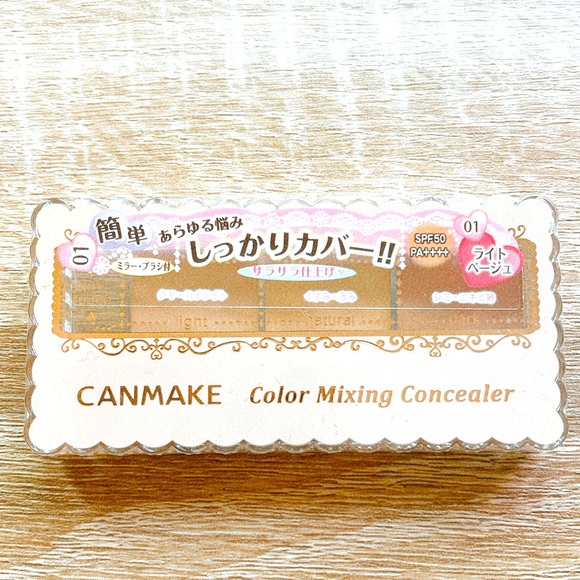 01
簡単 あらゆる悩み
しっかりカバー!!
ミラー・ブラシ付
サラサラ仕上げ
SPF50
PA++++
01
ライト
ベージュ
light
natural
CANMAKE Color Mixing Concealer